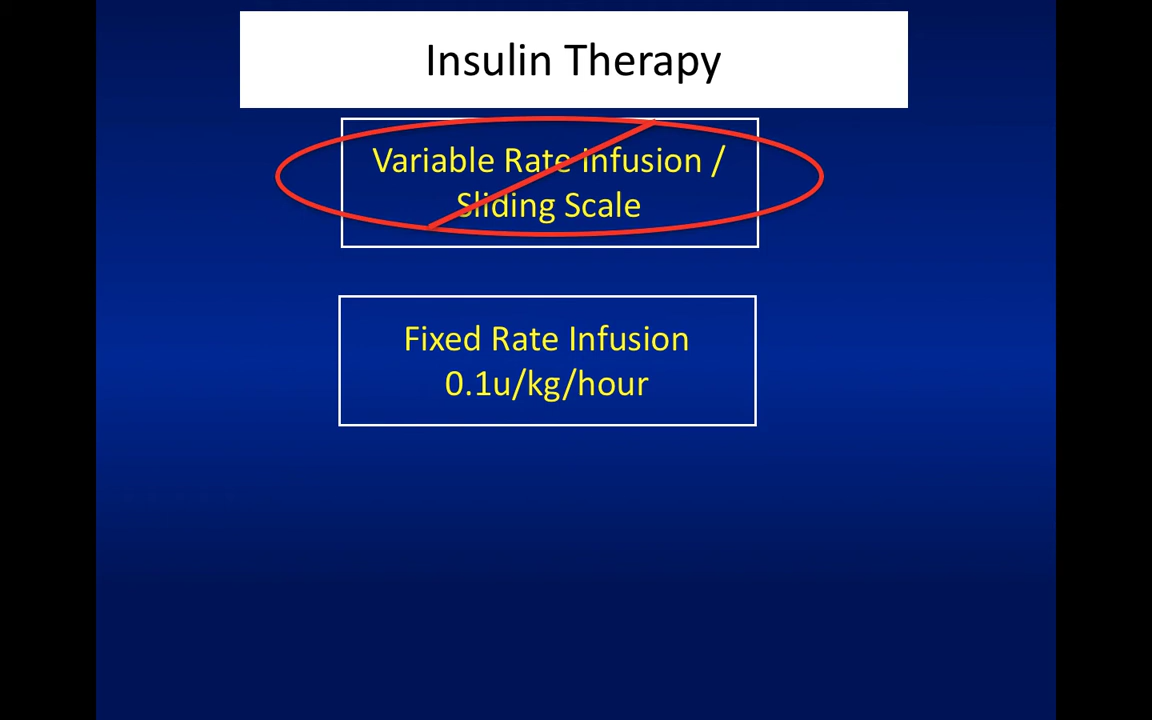 Insulin Therapy
Variable Rate Infusion /
Sliding Scale
Fixed Rate Infusion
0.1u/kg/hour